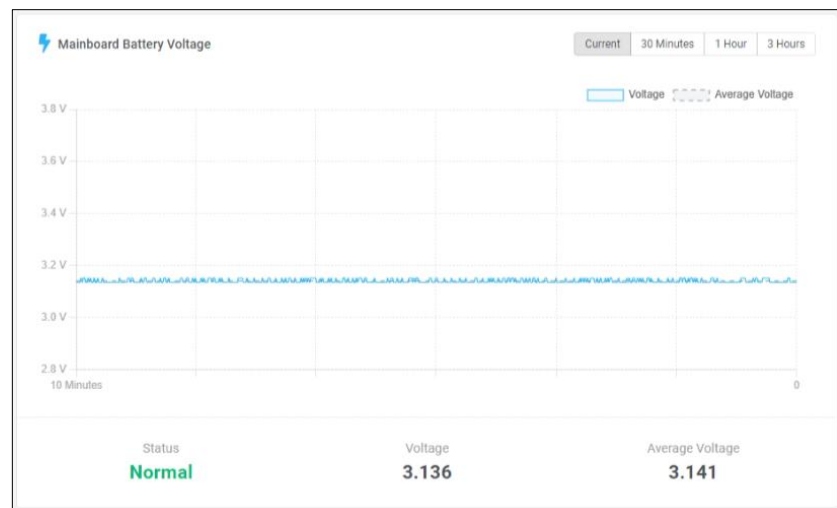 Mainboard Battery Voltage
Current 30 Minutes 1 Hour 3 Hours
Voltage Average Voltage
3.8 V
3.6 V
3.4 V
3.2 V
3.0 V
2.8 V
10 Minutes 0
Status Voltage Average Voltage
Normal 3.136 3.141